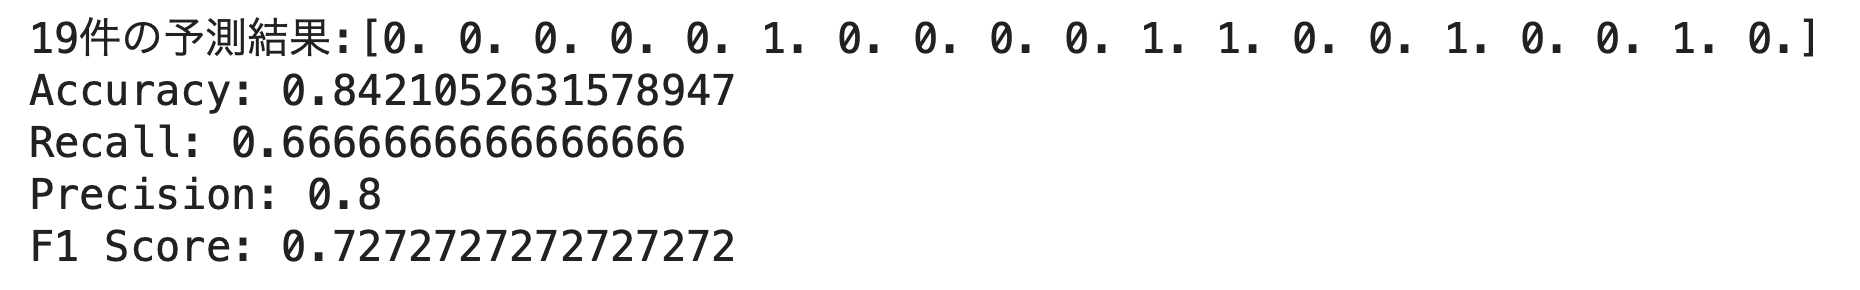 19件の予測結果:[0. 0. 0. 0. 0. 1. 0. 0. 0. 0. 1. 1. 0. 0. 1. 0. 0. 1. 0.]
Accuracy: 0.8421052631578947
Recall: 0.6666666666666666
Precision: 0.8
F1 Score: 0.7272727272727272